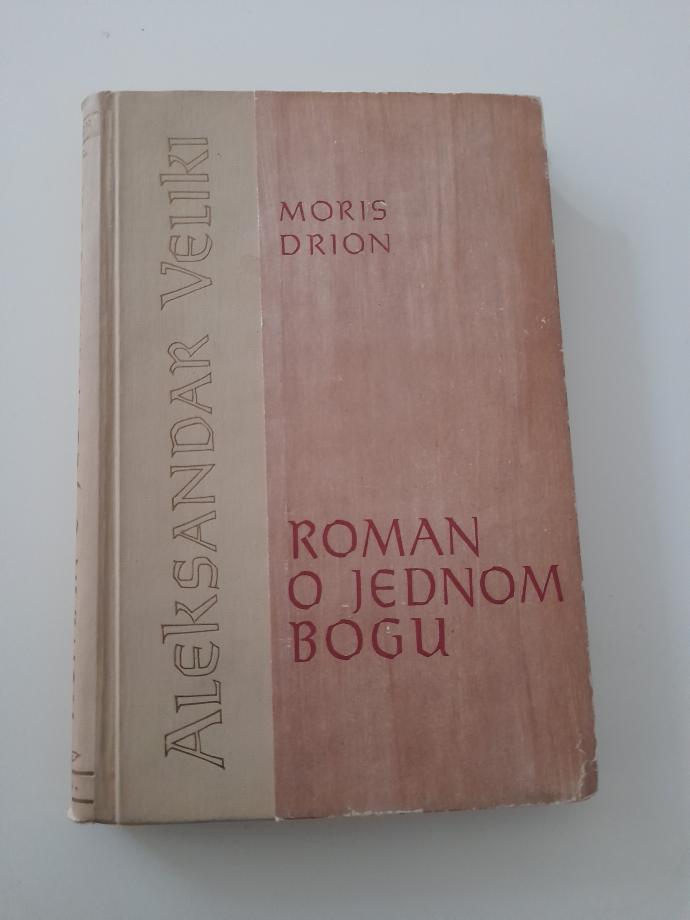 ALEKSANDAR VELIKI
MORIS
DRION
ROMAN
O JEDNOM
BOGU